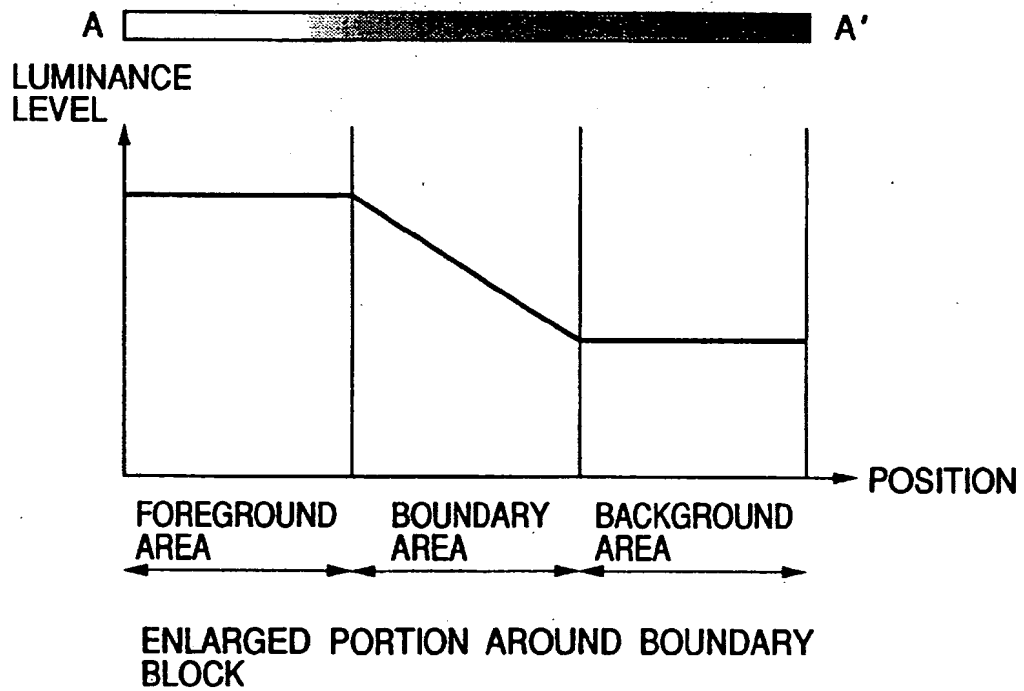 A A'
LUMINANCE
LEVEL
POSITION
FOREGROUND
AREA
BOUNDARY
AREA
BACKGROUND
AREA
ENLARGED PORTION AROUND BOUNDARY
BLOCK